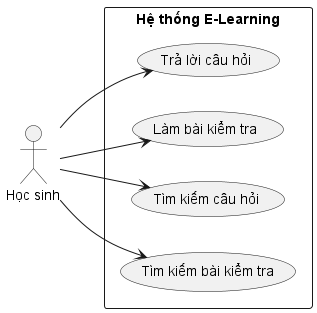 Hệ thống E-Learning
Trả lời câu hỏi
Làm bài kiểm tra
Học sinh
Tìm kiếm câu hỏi
Tìm kiếm bài kiểm tra